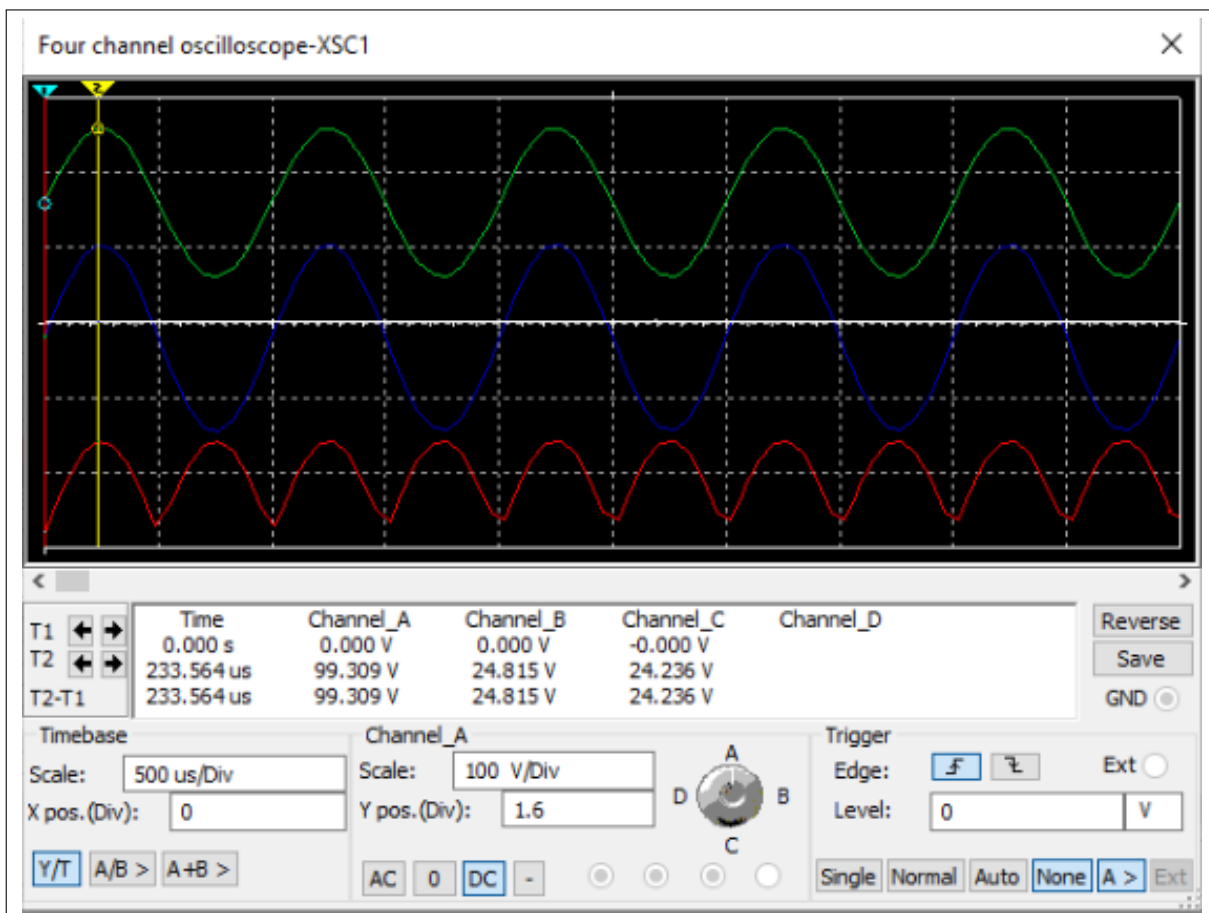 Four channel oscilloscope-XSC1
1 2
Time Channel_A Channel_B Channel_C Channel_D
T1 0.000 s 0.000 V 0.000 V -0.000 V
T2 233.564 us 99.309 V 24.815 V 24.236 V
T2-T1 233.564 us 99.309 V 24.815 V 24.236 V
Reverse
Save
GND
Timebase
Scale: 500 us/Div
X pos.(Div): 0
Y/T A/B > A+B >
Channel_A
Scale: 100 V/Div
Y pos.(Div): 1.6
AC 0 DC -
A
D B
C
Trigger
Edge: Ext
Level: 0 V
Single Normal Auto None A > Ext